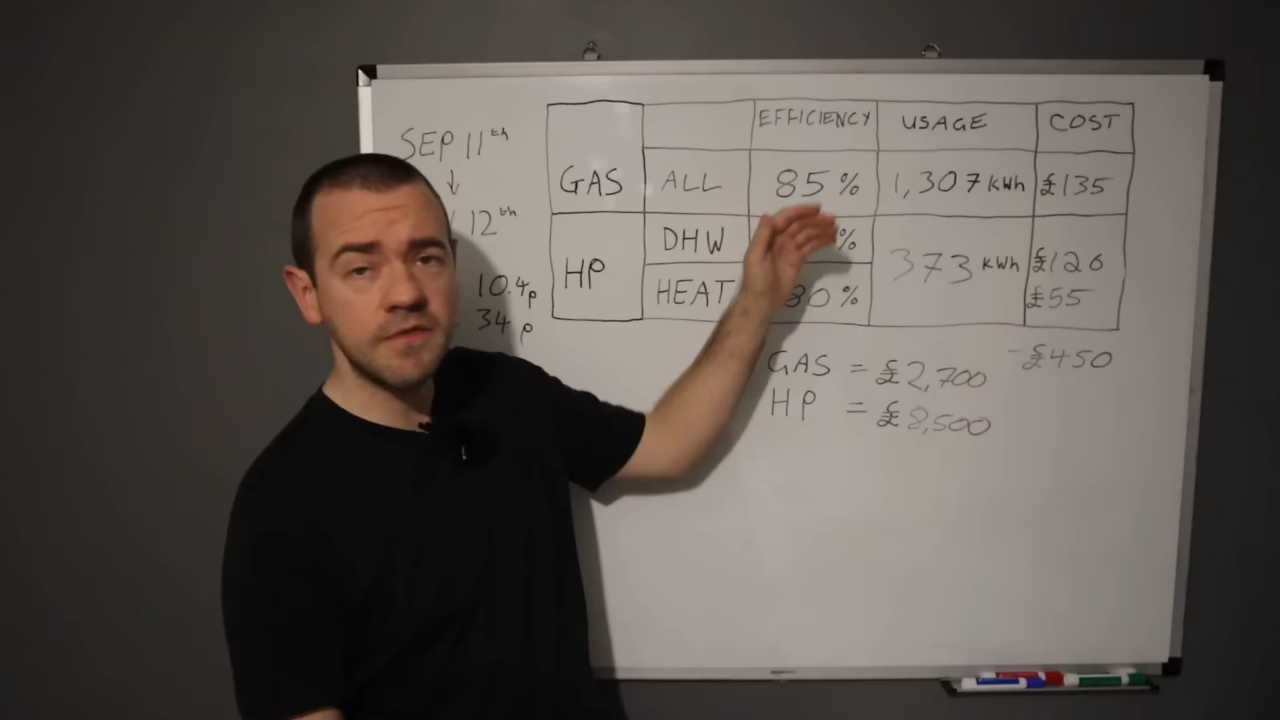 SEP 11th
↓
12th
10.4p
34p
EFFICIENCY USAGE COST
GAS ALL 85% 1,307 kWh £135
HP DHW % 373 kWh £126
HEAT 80% £55
GAS = £2,700 -£450
HP = £8,500